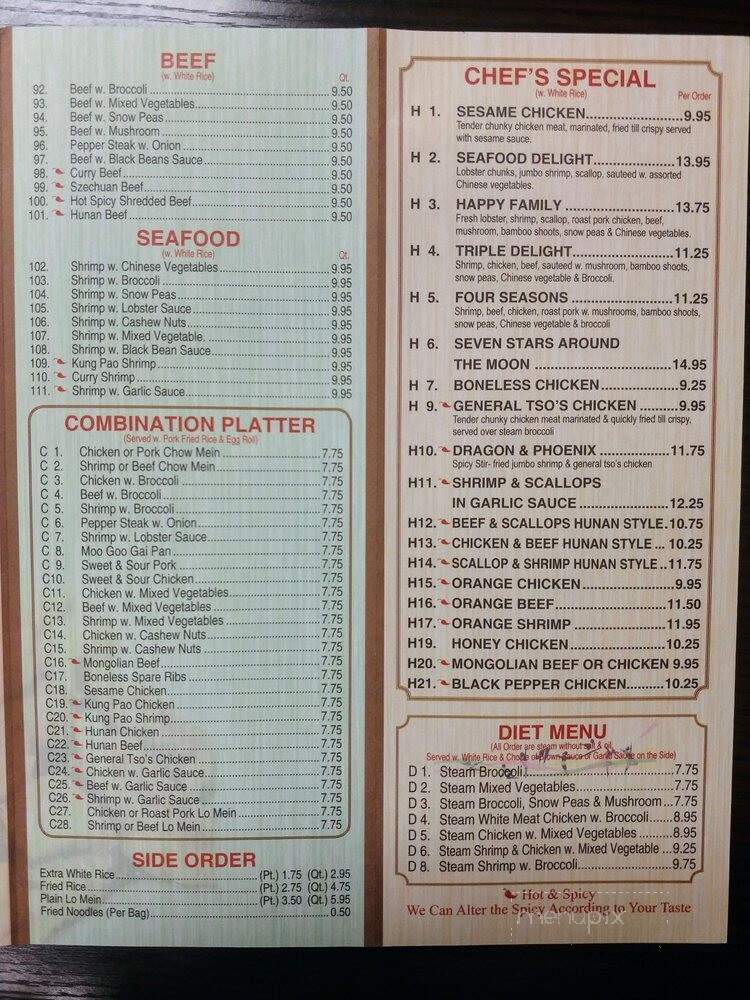 BEEF
(w. White Rice)
Qt.
92. Beef w. Broccoli 9.50
93. Beef w. Mixed Vegetables 9.50
94. Beef w. Snow Peas 9.50
95. Beef w. Mushroom 9.50
96. Pepper Steak w. Onion 9.50
97. Beef w. Black Beans Sauce 9.50
98. Curry Beef 9.50
99. Szechuan Beef 9.50
100. Hot Spicy Shredded Beef 9.50
101. Hunan Beef 9.50
SEAFOOD
(w. White Rice)
Qt.
102. Shrimp w. Chinese Vegetables 9.95
103. Shrimp w. Broccoli 9.95
104. Shrimp w. Snow Peas 9.95
105. Shrimp w. Lobster Sauce 9.95
106. Shrimp w. Cashew Nuts 9.95
107. Shrimp w. Mixed Vegetable. 9.95
108. Shrimp w. Black Bean Sauce 9.95
109. Kung Pao Shrimp 9.95
110. Curry Shrimp 9.95
111. Shrimp w. Garlic Sauce 9.95
COMBINATION PLATTER
(Served w. Pork Fried Rice & Egg Roll)
C 1. Chicken or Pork Chow Mein 7.75
C 2. Shrimp or Beef Chow Mein 7.75
C 3. Chicken w. Broccoli 7.75
C 4. Beef w. Broccoli 7.75
C 5. Shrimp w. Broccoli 7.75
C 6. Pepper Steak w. Onion 7.75
C 7. Shrimp w. Lobster Sauce 7.75
C 8. Moo Goo Gai Pan 7.75
C 9. Sweet & Sour Pork 7.75
C10. Sweet & Sour Chicken 7.75
C11. Chicken w. Mixed Vegetables 7.75
C12. Beef w. Mixed Vegetables 7.75
C13. Shrimp w. Mixed Vegetables 7.75
C14. Chicken w. Cashew Nuts 7.75
C15. Shrimp w. Cashew Nuts 7.75
C16. Mongolian Beef 7.75
C17. Boneless Spare Ribs 7.75
C18. Sesame Chicken 7.75
C19. Kung Pao Chicken 7.75
C20. Kung Pao Shrimp 7.75
C21. Hunan Chicken 7.75
C22. Hunan Beef 7.75
C23. General Tso's Chicken 7.75
C24. Chicken w. Garlic Sauce 7.75
C25. Beef w. Garlic Sauce 7.75
C26. Shrimp w. Garlic Sauce 7.75
C27. Chicken or Roast Pork Lo Mein 7.75
C28. Shrimp or Beef Lo Mein 7.75
SIDE ORDER
Extra White Rice (Pt.) 1.75 (Qt.) 2.95
Fried Rice (Pt.) 2.75 (Qt.) 4.75
Plain Lo Mein (Pt.) 3.50 (Qt.) 5.95
Fried Noodles (Per Bag) 0.50
CHEF'S SPECIAL
(w. White Rice)
Per Order
H 1. SESAME CHICKEN 9.95
Tender chunky chicken meat, marinated, fried till crispy served
with sesame sauce.
H 2. SEAFOOD DELIGHT 13.95
Lobster chunks, jumbo shrimp, scallop, sauteed w. assorted
Chinese vegetables.
H 3. HAPPY FAMILY 13.75
Fresh lobster, shrimp, scallop, roast pork chicken, beef,
mushroom, bamboo shoots, snow peas & Chinese vegetables.
H 4. TRIPLE DELIGHT 11.25
Shrimp, chicken, beef, sauteed w. mushroom, bamboo shoots,
snow peas, Chinese vegetable & Broccoli.
H 5. FOUR SEASONS 11.25
Shrimp, beef, chicken, roast pork w. mushrooms, bamboo shoots,
snow peas, Chinese vegetable & broccoli
H 6. SEVEN STARS AROUND
THE MOON 14.95
H 7. BONELESS CHICKEN 9.25
H 9. GENERAL TSO'S CHICKEN 9.95
Tender chunky chicken meat marinated & quickly fried till crispy,
served over steam broccoli
H10. DRAGON & PHOENIX 11.75
Spicy Stir- fried jumbo shrimp & general tso's chicken
H11. SHRIMP & SCALLOPS
IN GARLIC SAUCE 12.25
H12. BEEF & SCALLOPS HUNAN STYLE. 10.75
H13. CHICKEN & BEEF HUNAN STYLE ... 10.25
H14. SCALLOP & SHRIMP HUNAN STYLE .. 11.75
H15. ORANGE CHICKEN 9.95
H16. ORANGE BEEF 11.50
H17. ORANGE SHRIMP 11.95
H19. HONEY CHICKEN 10.25
H20. MONGOLIAN BEEF OR CHICKEN 9.95
H21. BLACK PEPPER CHICKEN 10.25
DIET MENU
(All Order are steam without salt & oil,
Served w. White Rice & Choice of Brown Sauce or Garlic Sauce on the Side)
D 1. Steam Broccoli 7.75
D 2. Steam Mixed Vegetables 7.75
D 3. Steam Broccoli, Snow Peas & Mushroom 7.75
D 4. Steam White Meat Chicken w. Broccoli 8.95
D 5. Steam Chicken w. Mixed Vegetables 8.95
D 6. Steam Shrimp & Chicken w. Mixed Vegetable 9.25
D 8. Steam Shrimp w. Broccoli 9.75
Hot & Spicy
We Can Alter the Spicy According to Your Taste
menupix